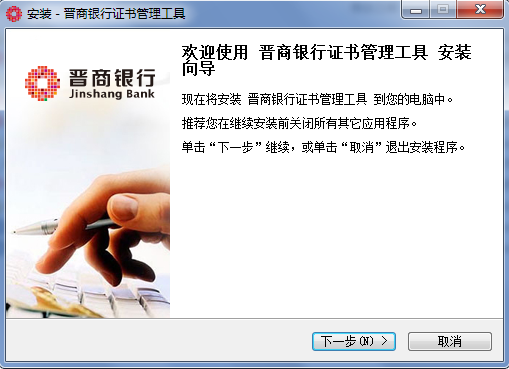 安装 - 晋商银行证书管理工具
晋商银行
Jinshang Bank
欢迎使用 晋商银行证书管理工具 安装
向导
现在将安装 晋商银行证书管理工具 到您的电脑中。
推荐您在继续安装前关闭所有其它应用程序。
单击“下一步”继续，或单击“取消”退出安装程序。
下一步(N) >
取消